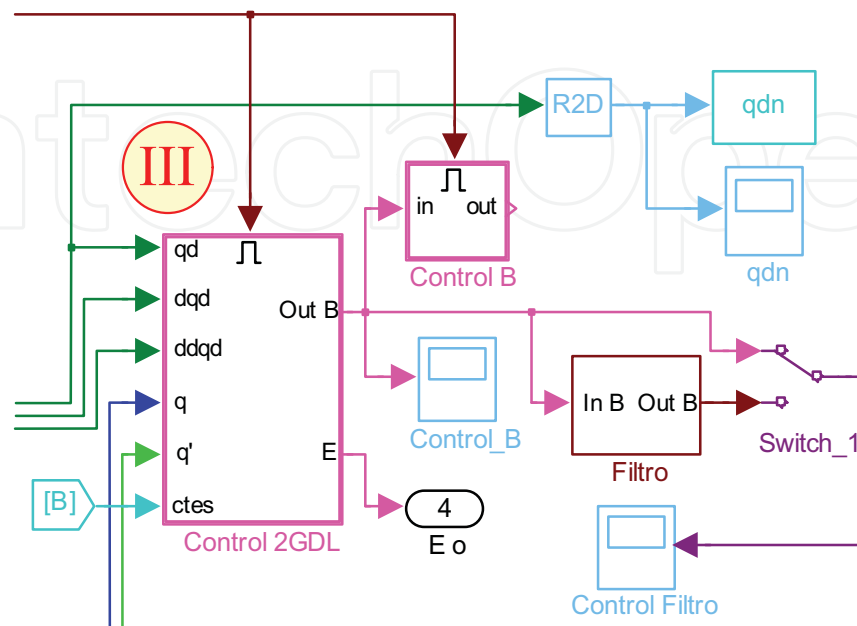 R2D
qdn
III
in
out
Control B
qdn
qd
dqd
ddqd
q
q'
ctes
Out B
E
Control 2GDL
[B]
Control_B
In B
Out B
Filtro
Switch_1
4
E o
Control Filtro